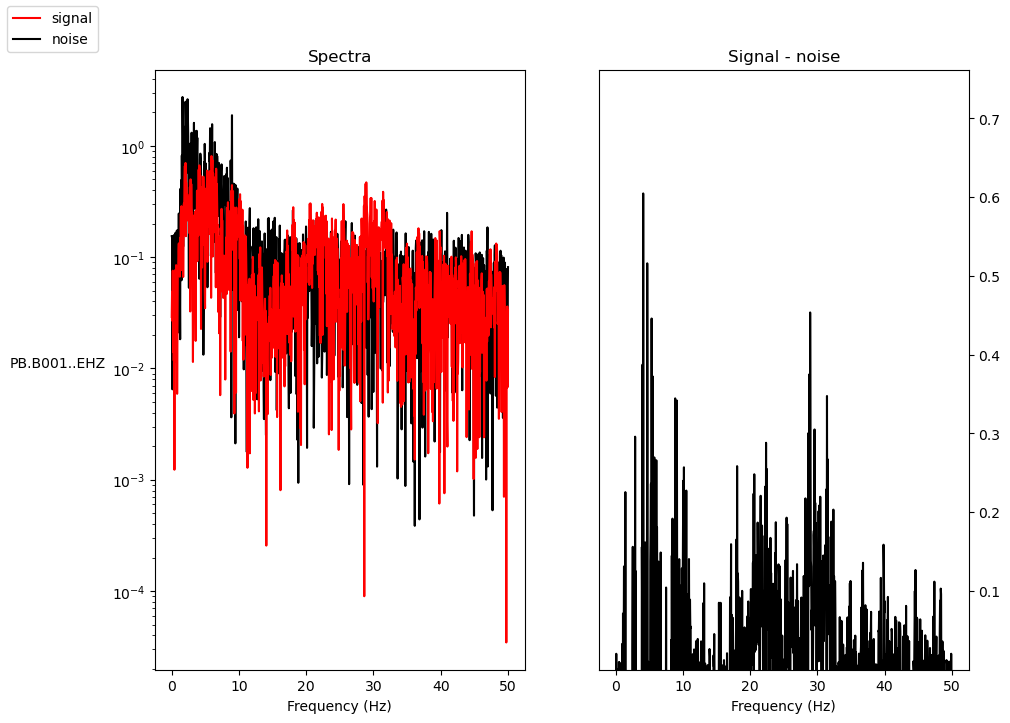 signal
noise
Spectra
Signal - noise
PB.B001..EHZ
10^0
10^-1
10^-2
10^-3
10^-4
0 10 20 30 40 50
Frequency (Hz)
0.7
0.6
0.5
0.4
0.3
0.2
0.1
0 10 20 30 40 50
Frequency (Hz)